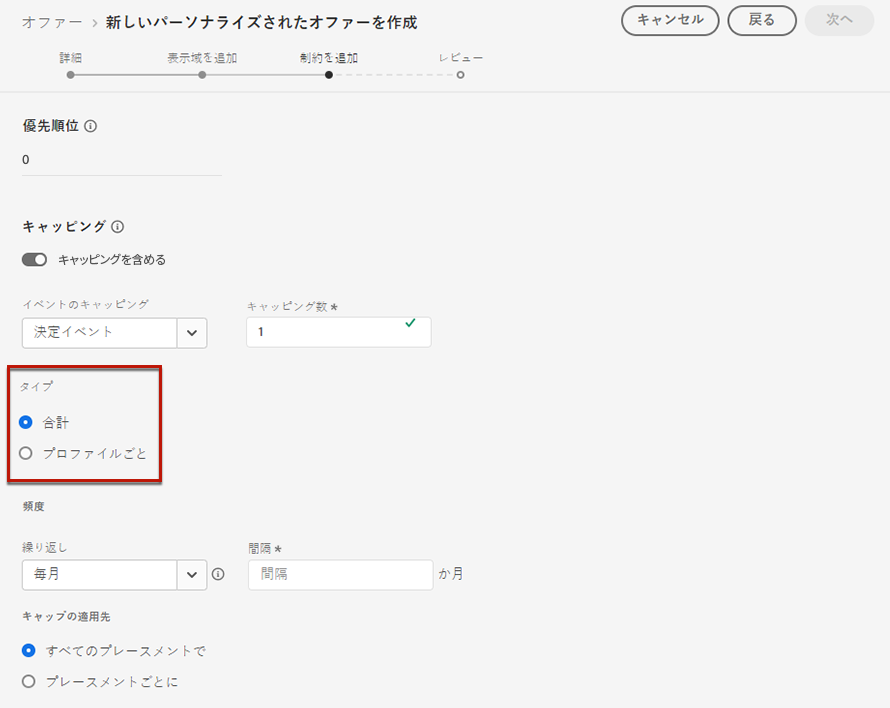 オファー > 新しいパーソナライズされたオファーを作成
キャンセル 戻る 次へ
詳細 表示域を追加 制約を追加 レビュー
優先順位
0
キャッピング
キャッピングを含める
イベントのキャッピング キャッピング数 *
決定イベント 1
タイプ
合計
プロファイルごと
頻度
繰り返し 間隔 *
毎月 間隔 か月
キャップの適用先
すべてのプレースメントで
プレースメントごとに